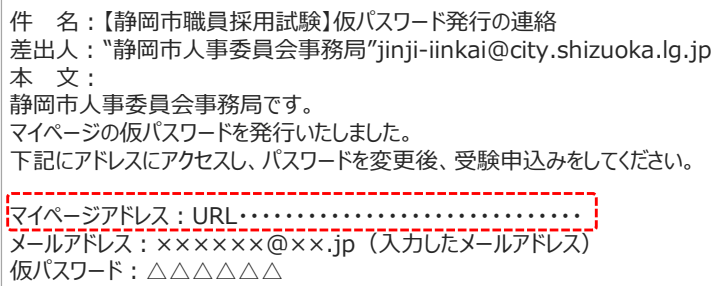 件　名：【静岡市職員採用試験】仮パスワード発行の連絡
差出人：“静岡市人事委員会事務局”jinji-iinkai@city.shizuoka.lg.jp
本　文：
静岡市人事委員会事務局です。
マイページの仮パスワードを発行いたしました。
下記にアドレスにアクセスし、パスワードを変更後、受験申込みをしてください。
マイページアドレス：URL・・・・・・・・・・・・・・・・・・・・・・・・・・・・・・
メールアドレス：××××××@××.jp（入力したメールアドレス）
仮パスワード：△△△△△△